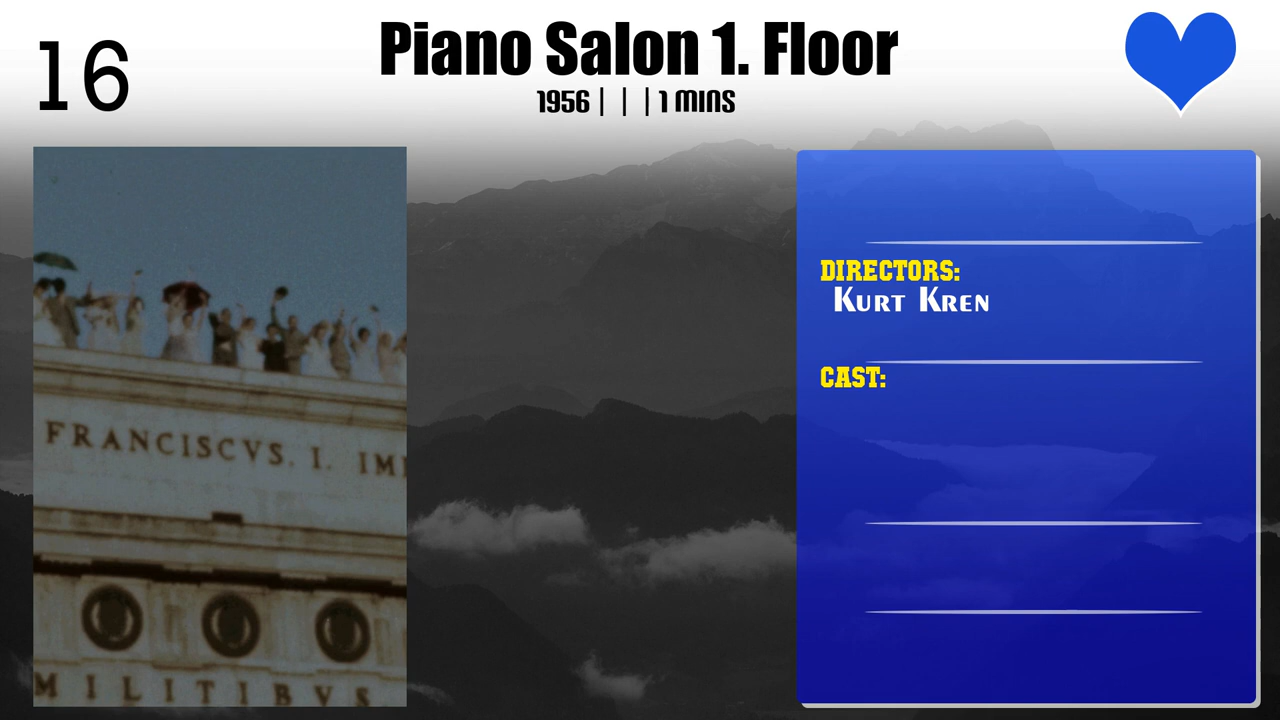 16
Piano Salon 1. Floor
1956 | | | 1 MINS
FRANCISCVS. I. IM
MILITIBVS
DIRECTORS:
Kurt Kren
CAST: